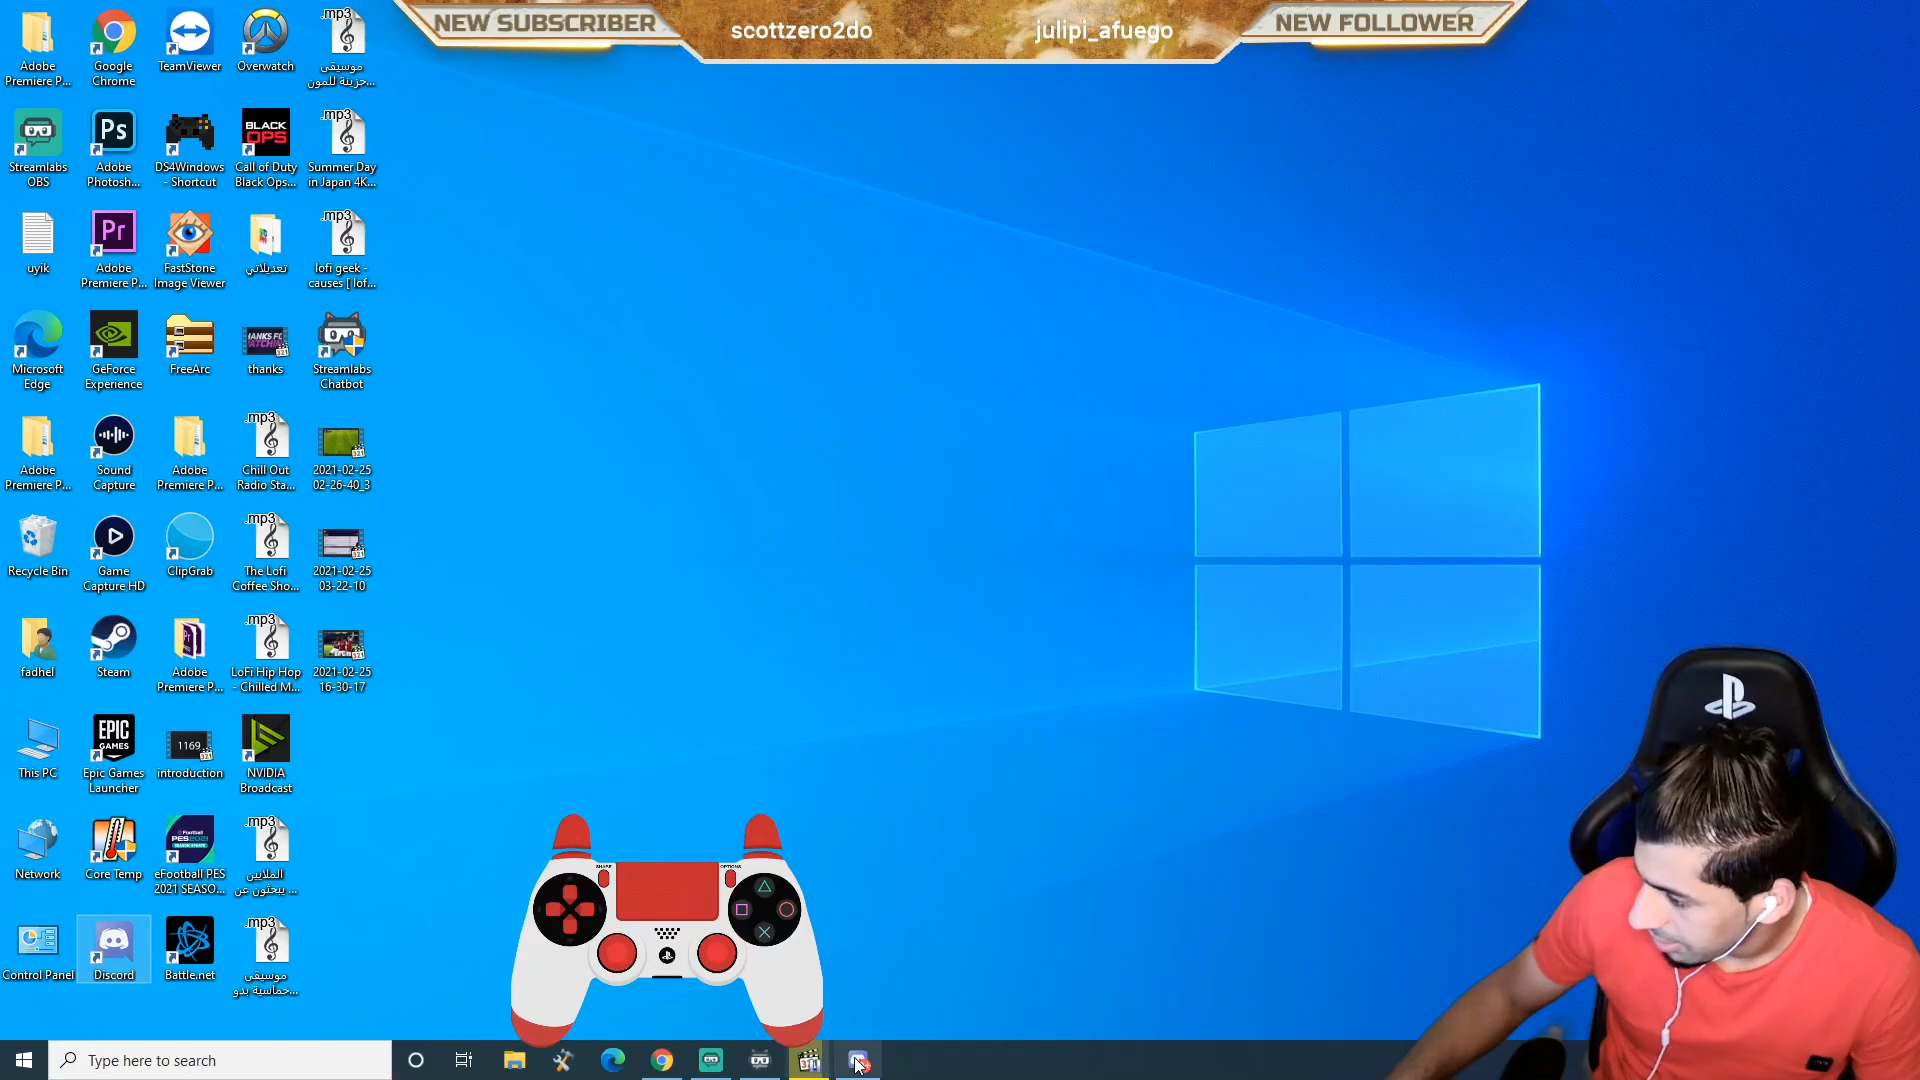 NEW SUBSCRIBER
scottzero2do
julipi_afuego
NEW FOLLOWER
Adobe
Premiere P...
Google
Chrome
TeamViewer
Overwatch
.mp3
موسيقى
حزينة للمون...
Streamlabs
OBS
Ps
Adobe
Photosh...
DS4Windows
- Shortcut
BLACK
OPS
Call of Duty
Black Ops...
.mp3
Summer Day
in Japan 4K...
uyik
Pr
Adobe
Premiere P...
FastStone
Image Viewer
تعديلاتي
.mp3
lofi geek -
causes [ lof...
Microsoft
Edge
GeForce
Experience
FreeArc
thanks
Streamlabs
Chatbot
Adobe
Premiere P...
Sound
Capture
Adobe
Premiere P...
.mp3
Chill Out
Radio Sta...
2021-02-25
02-26-40_3
Recycle Bin
Game
Capture HD
ClipGrab
.mp3
The Lofi
Coffee Sho...
2021-02-25
03-22-10
fadhel
Steam
Adobe
Premiere P...
.mp3
LoFi Hip Hop
- Chilled M...
2021-02-25
16-30-17
This PC
EPIC
GAMES
Epic Games
Launcher
1169
introduction
NVIDIA
Broadcast
Network
Core Temp
eFootball
PES2021
eFootball PES
2021 SEASO...
.mp3
الملايين
يبحثون عن ...
Control Panel
Discord
Battle.net
.mp3
موسيقى
حماسية بدو...
SHARE
OPTIONS
Type here to search